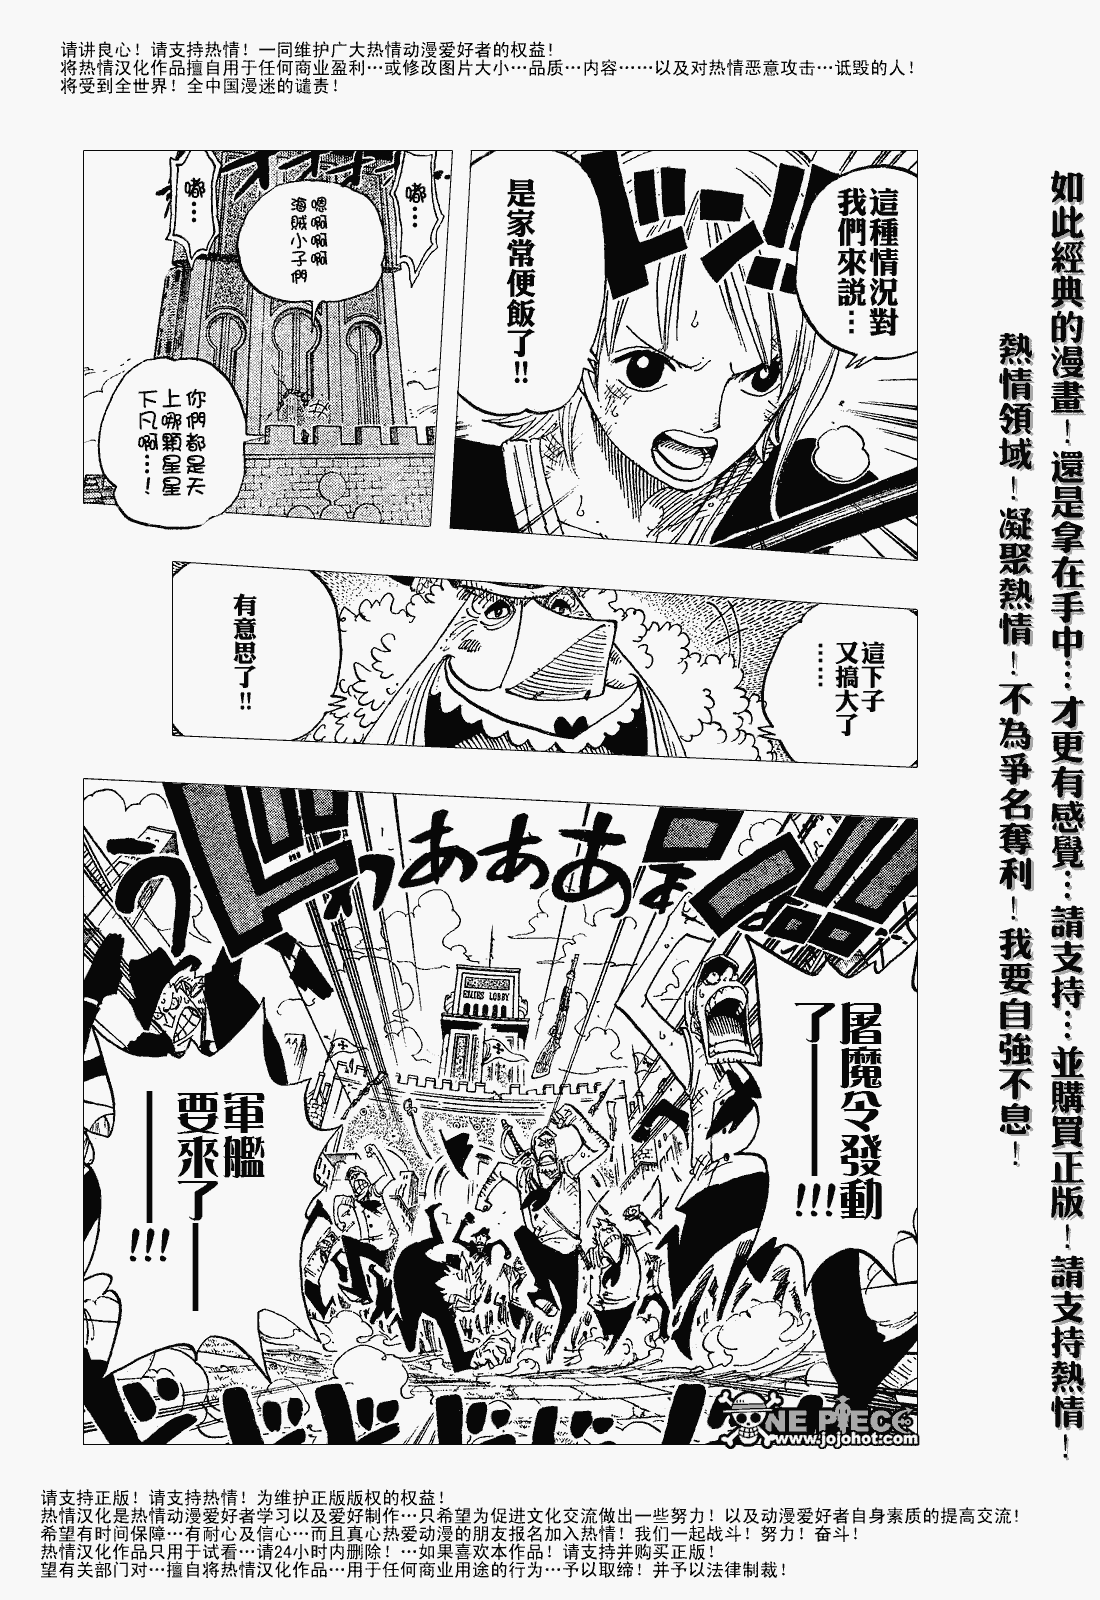 请讲良心！请支持热情！一同维护广大热情动漫爱好者的权益！
将热情汉化作品擅自用于任何商业盈利…或修改图片大小…品质…内容……以及对热情恶意攻击…诋毁的人！
将受到全世界！全中国漫迷的谴责！
如此經典的漫畫！還是拿在手中…才更有感覺…請支持…並購買正版！請支持熱情！
熱情領域！凝聚熱情！不為爭名奪利！我要自強不息！
這種情況對
我們來說…
ドン!!
是家常便飯了!!
嘟…
嗯啊啊啊
海賊小子們
嘟…
你們都是天
上哪顆星星
下凡啊…！
這下子
又搞大了
……
有意思了!!
屠魔令發動
了——!!!
うわあああ
ENIES LOBBY
軍艦
要來了——
——!!!
ドドドドドド
ONE PIECE
www.jojohot.com
请支持正版！请支持热情！为维护正版版权的权益！
热情汉化是热情动漫爱好者学习以及爱好制作…只希望为促进文化交流做出一些努力！以及动漫爱好者自身素质的提高交流！
希望有时间保障…有耐心及信心…而且真心热爱动漫的朋友报名加入热情！我们一起战斗！努力！奋斗！
热情汉化作品只用于试看…请24小时内删除！…如果喜欢本作品！请支持并购买正版！
望有关部门对…擅自将热情汉化作品…用于任何商业用途的行为…予以取缔！并予以法律制裁！